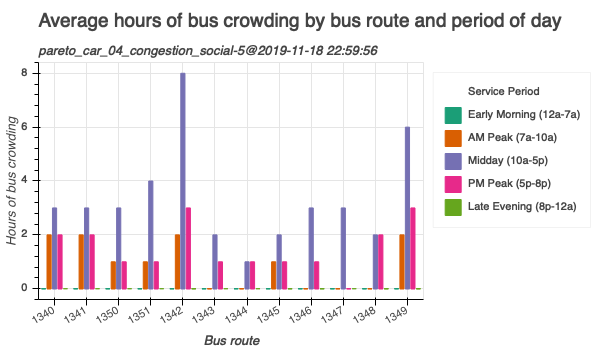 Average hours of bus crowding by bus route and period of day
pareto_car_04_congestion_social-5@2019-11-18 22:59:56
Hours of bus crowding
8
6
4
2
0
1340
1341
1350
1351
1342
1343
1344
1345
1346
1347
1348
1349
Bus route
Service Period
Early Morning (12a-7a)
AM Peak (7a-10a)
Midday (10a-5p)
PM Peak (5p-8p)
Late Evening (8p-12a)